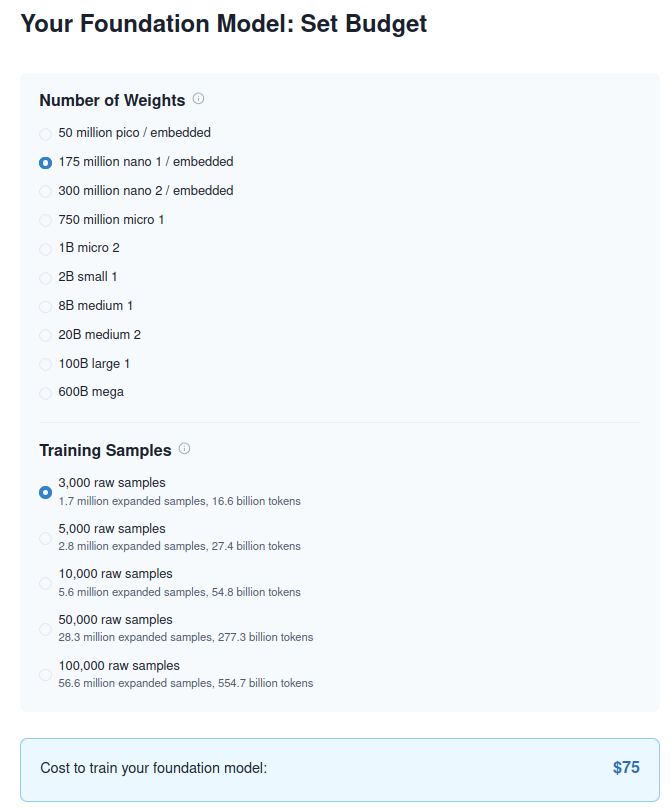 Your Foundation Model: Set Budget
Number of Weights
50 million pico / embedded
175 million nano 1 / embedded
300 million nano 2 / embedded
750 million micro 1
1B micro 2
2B small 1
8B medium 1
20B medium 2
100B large 1
600B mega
Training Samples
3,000 raw samples
1.7 million expanded samples, 16.6 billion tokens
5,000 raw samples
2.8 million expanded samples, 27.4 billion tokens
10,000 raw samples
5.6 million expanded samples, 54.8 billion tokens
50,000 raw samples
28.3 million expanded samples, 277.3 billion tokens
100,000 raw samples
56.6 million expanded samples, 554.7 billion tokens
Cost to train your foundation model: $75